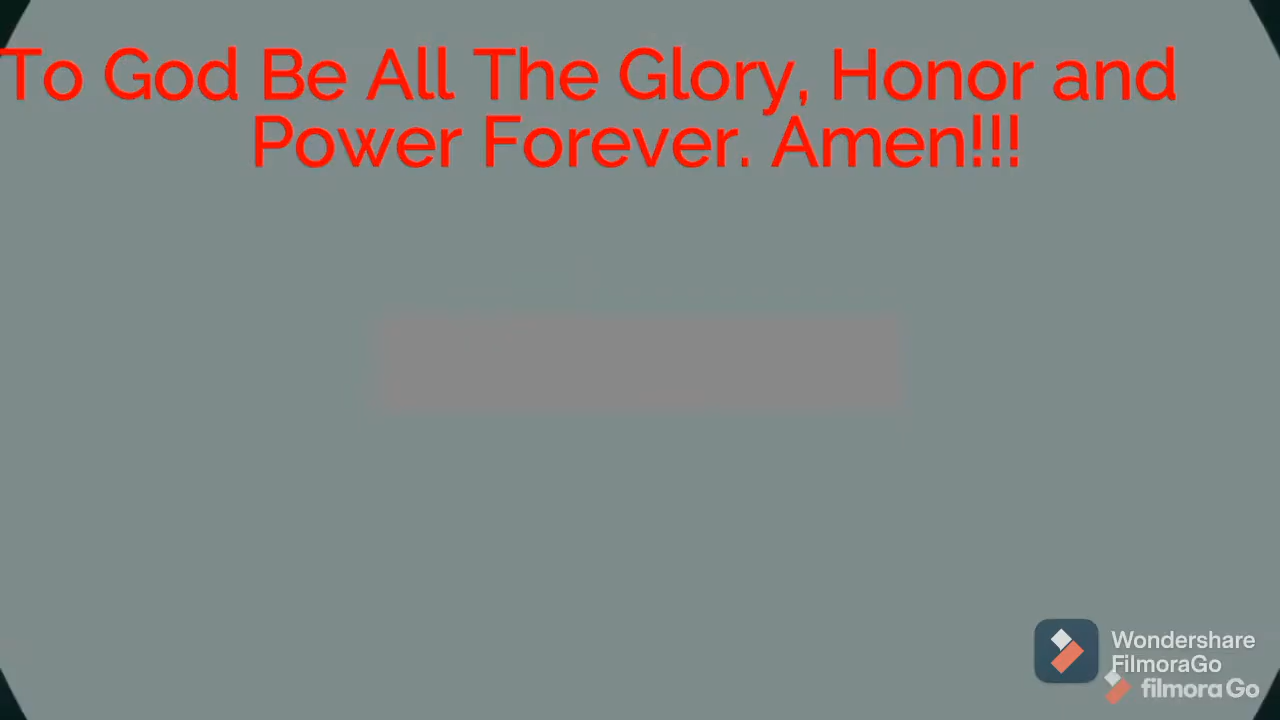 To God Be All The Glory, Honor and
Power Forever. Amen!!!
Wondershare
FilmoraGo
filmora Go